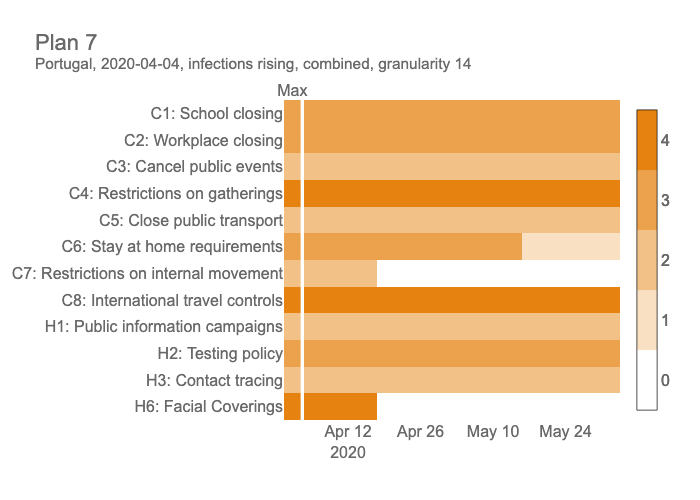 Plan 7
Portugal, 2020-04-04, infections rising, combined, granularity 14
Max
C1: School closing
C2: Workplace closing
C3: Cancel public events
C4: Restrictions on gatherings
C5: Close public transport
C6: Stay at home requirements
C7: Restrictions on internal movement
C8: International travel controls
H1: Public information campaigns
H2: Testing policy
H3: Contact tracing
H6: Facial Coverings
Apr 12 Apr 26 May 10 May 24
2020
4
3
2
1
0